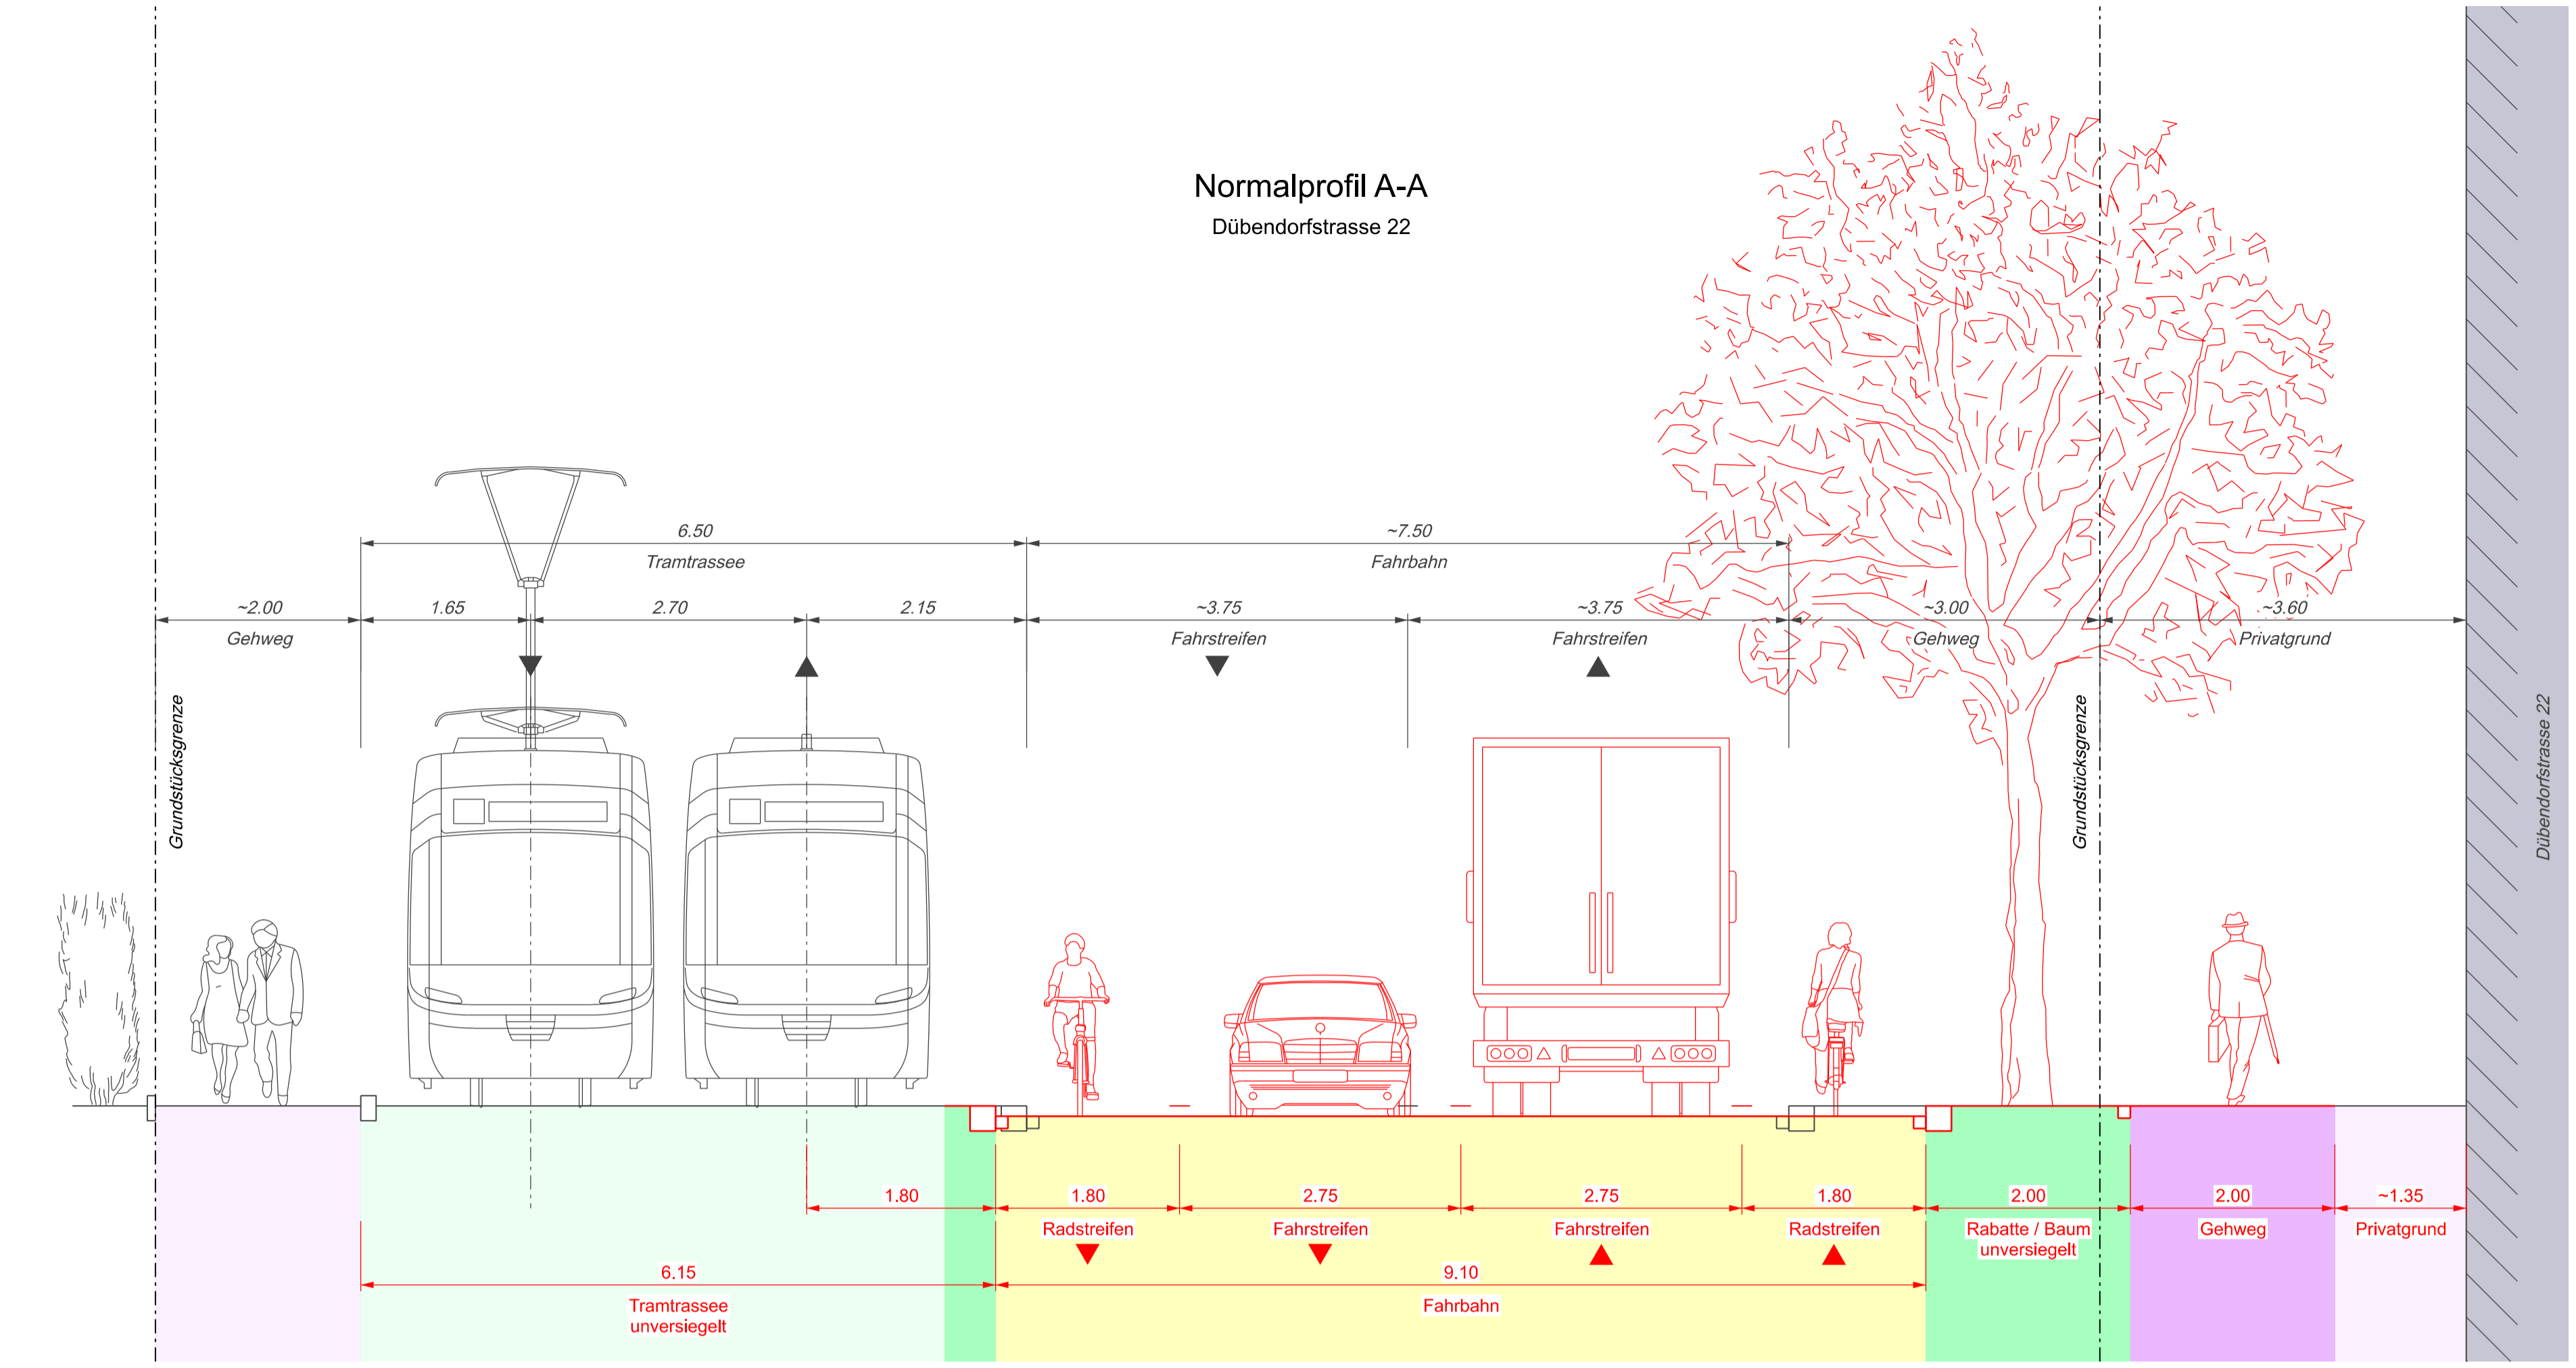 Normalprofil A-A
Dübendorfstrasse 22
6.50
~7.50
Tramtrassee
Fahrbahn
~2.00
1.65
2.70
2.15
~3.75
~3.75
~3.00
~3.60
Gehweg
Fahrstreifen
Fahrstreifen
Gehweg
Privatgrund
Grundstücksgrenze
Grundstücksgrenze
Dübendorfstrasse 22
1.80
1.80
2.75
2.75
1.80
2.00
2.00
~1.35
Radstreifen
Fahrstreifen
Fahrstreifen
Radstreifen
Rabatte / Baum
unversiegelt
Gehweg
Privatgrund
6.15
9.10
Tramtrassee
unversiegelt
Fahrbahn